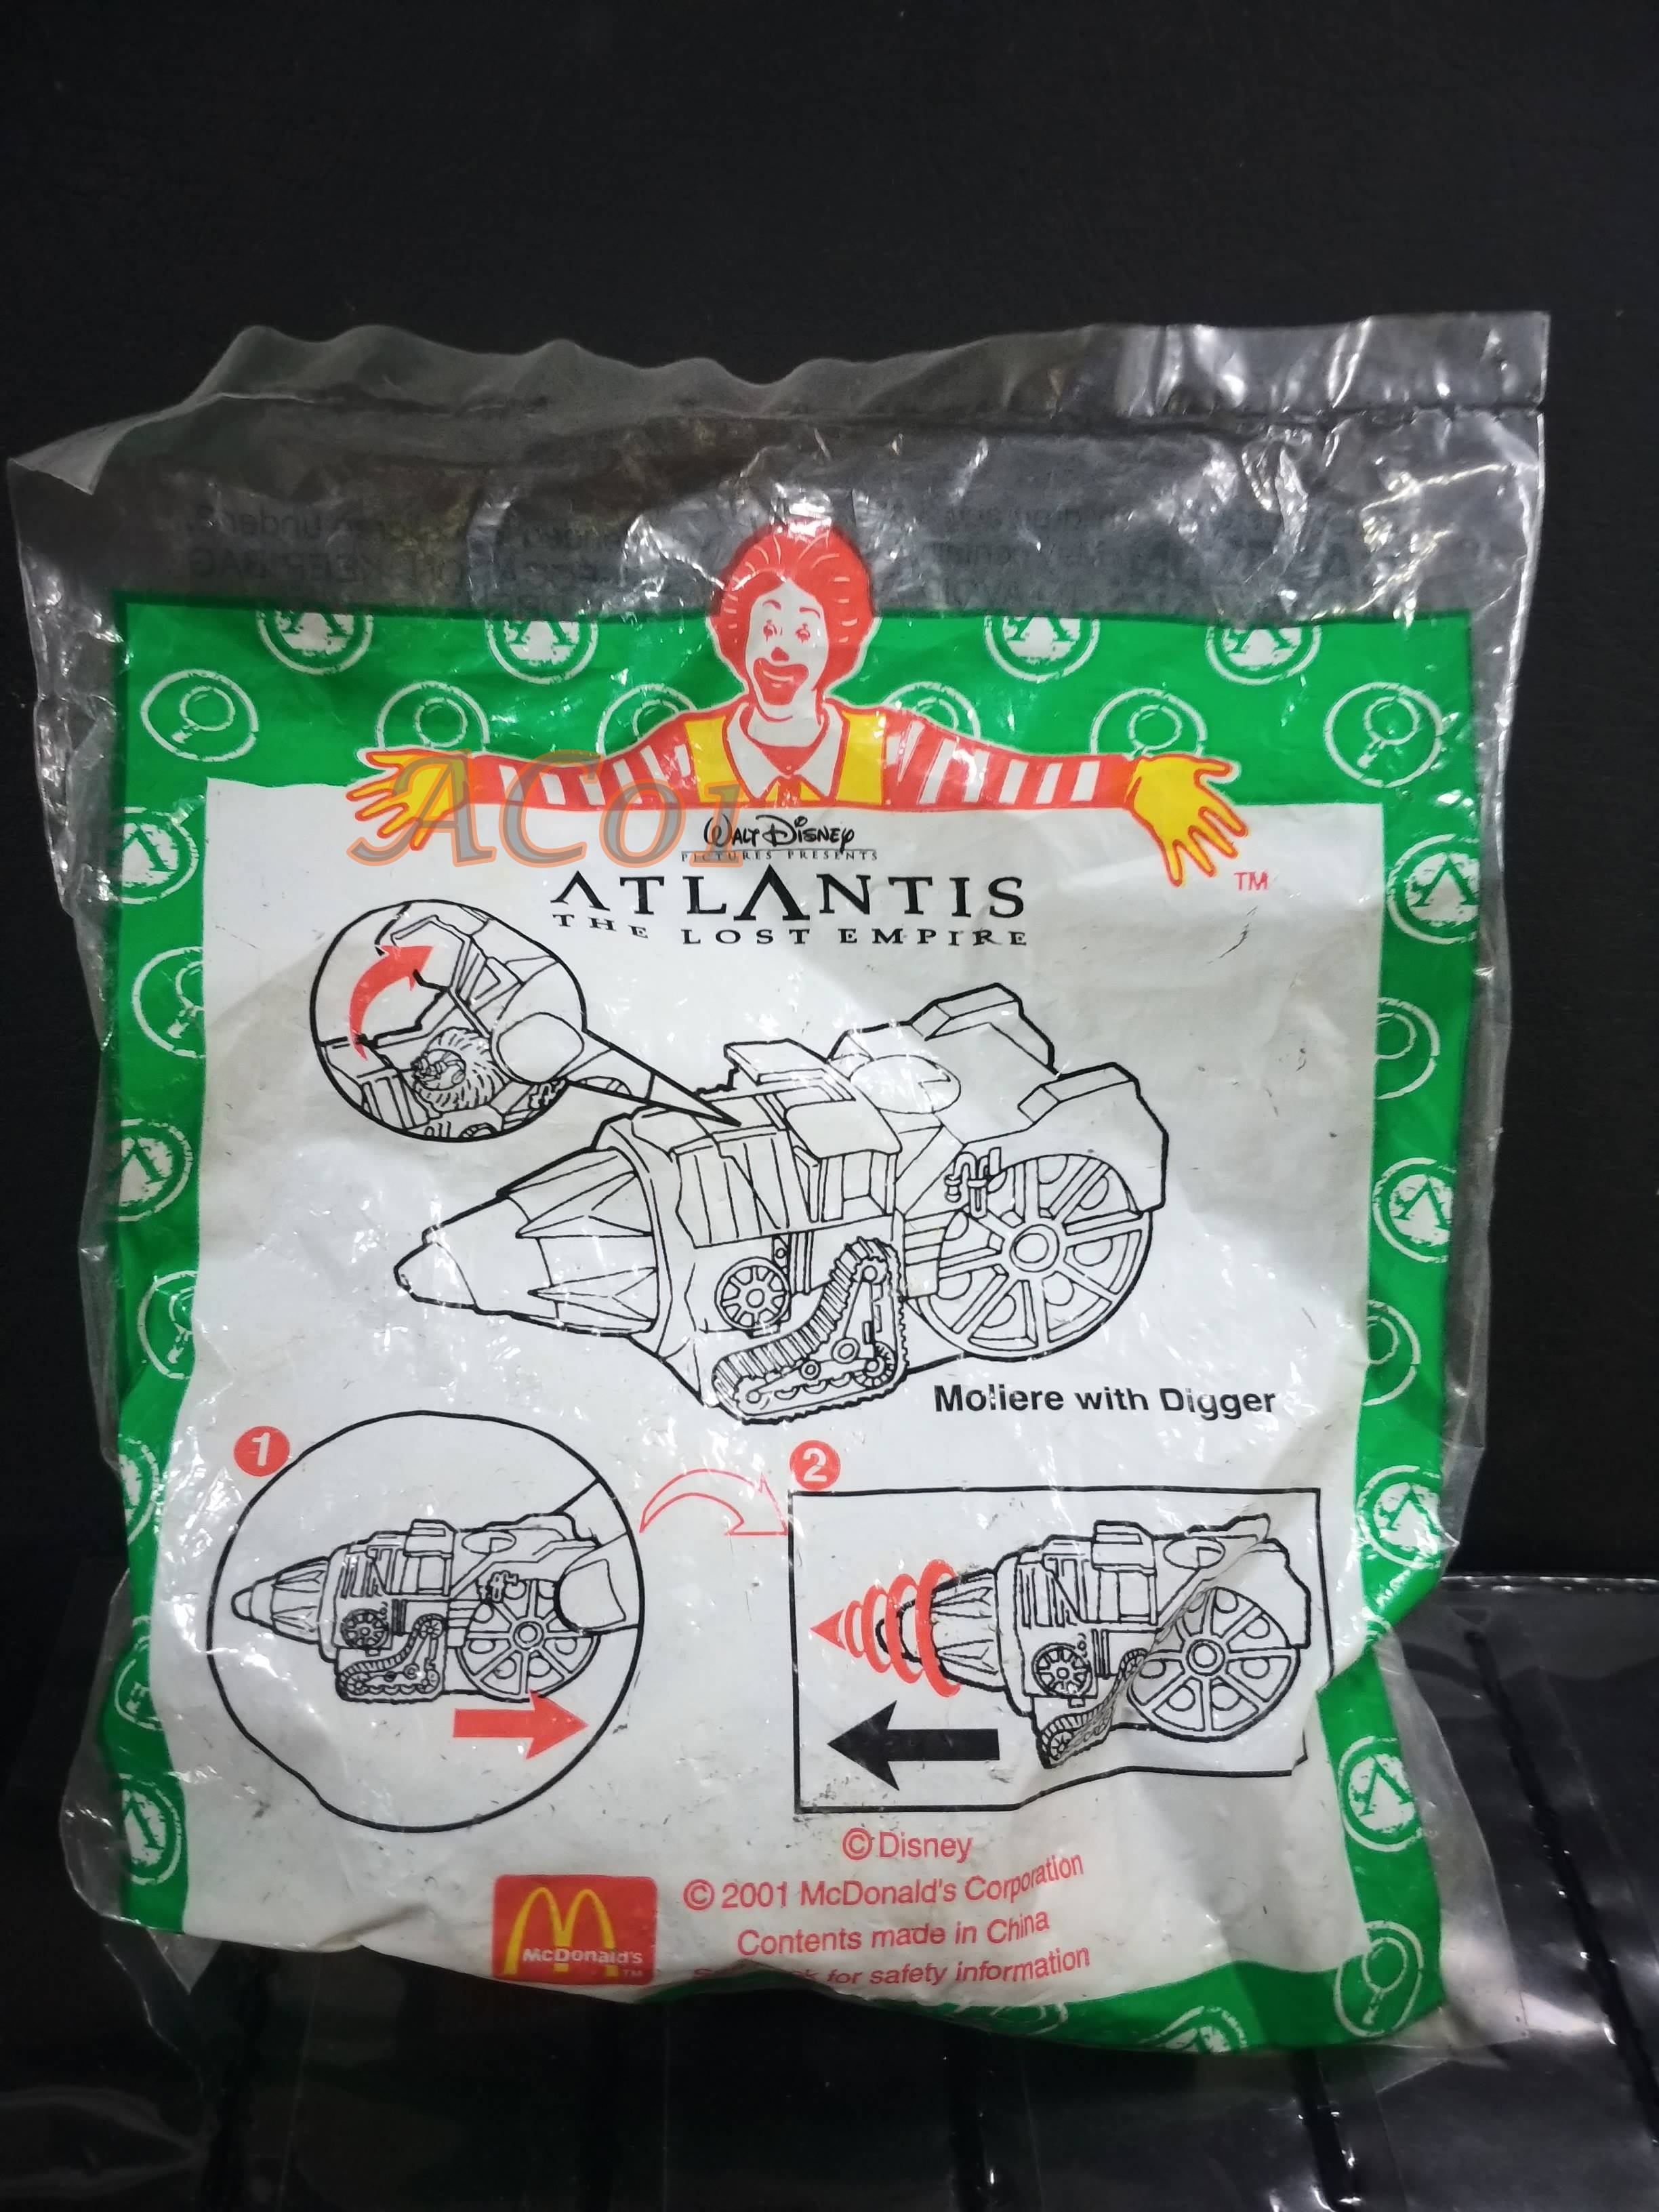 ACo1
WALT DISNEY
PICTURES PRESENTS
ATLANTIS
THE LOST EMPIRE
TM
Moliere with Digger
1
2
© Disney
© 2001 McDonald's Corporation
Contents made in China
for safety information
McDonald's
TM